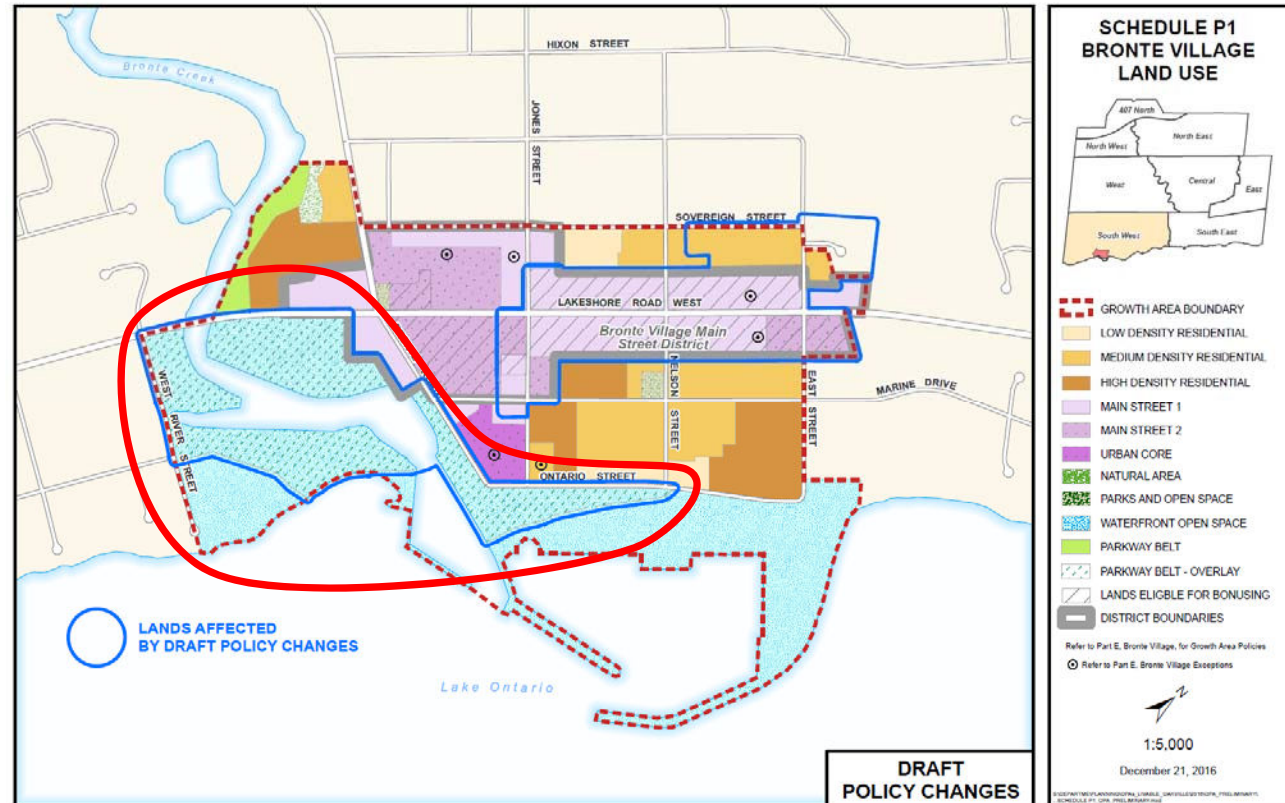 HIXON STREET
Bronte Creek
JONES
STREET
SOVEREIGN STREET
LAKESHORE ROAD WEST
Bronte Village Main
Street District
NELSON
STREET
MARINE DRIVE
EAST STREET
WEST RIVER STREET
ONTARIO STREET
LANDS AFFECTED
BY DRAFT POLICY CHANGES
Lake Ontario
DRAFT
POLICY CHANGES
SCHEDULE P1
BRONTE VILLAGE
LAND USE
407 North
North West
North East
West
Central
East
South West
South East
GROWTH AREA BOUNDARY
LOW DENSITY RESIDENTIAL
MEDIUM DENSITY RESIDENTIAL
HIGH DENSITY RESIDENTIAL
MAIN STREET 1
MAIN STREET 2
URBAN CORE
NATURAL AREA
PARKS AND OPEN SPACE
WATERFRONT OPEN SPACE
PARKWAY BELT
PARKWAY BELT - OVERLAY
LANDS ELIGBLE FOR BONUSING
DISTRICT BOUNDARIES
Refer to Part E, Bronte Village, for Growth Area Policies
Refer to Part E, Bronte Village Exceptions
N
1:5,000
December 21, 2016